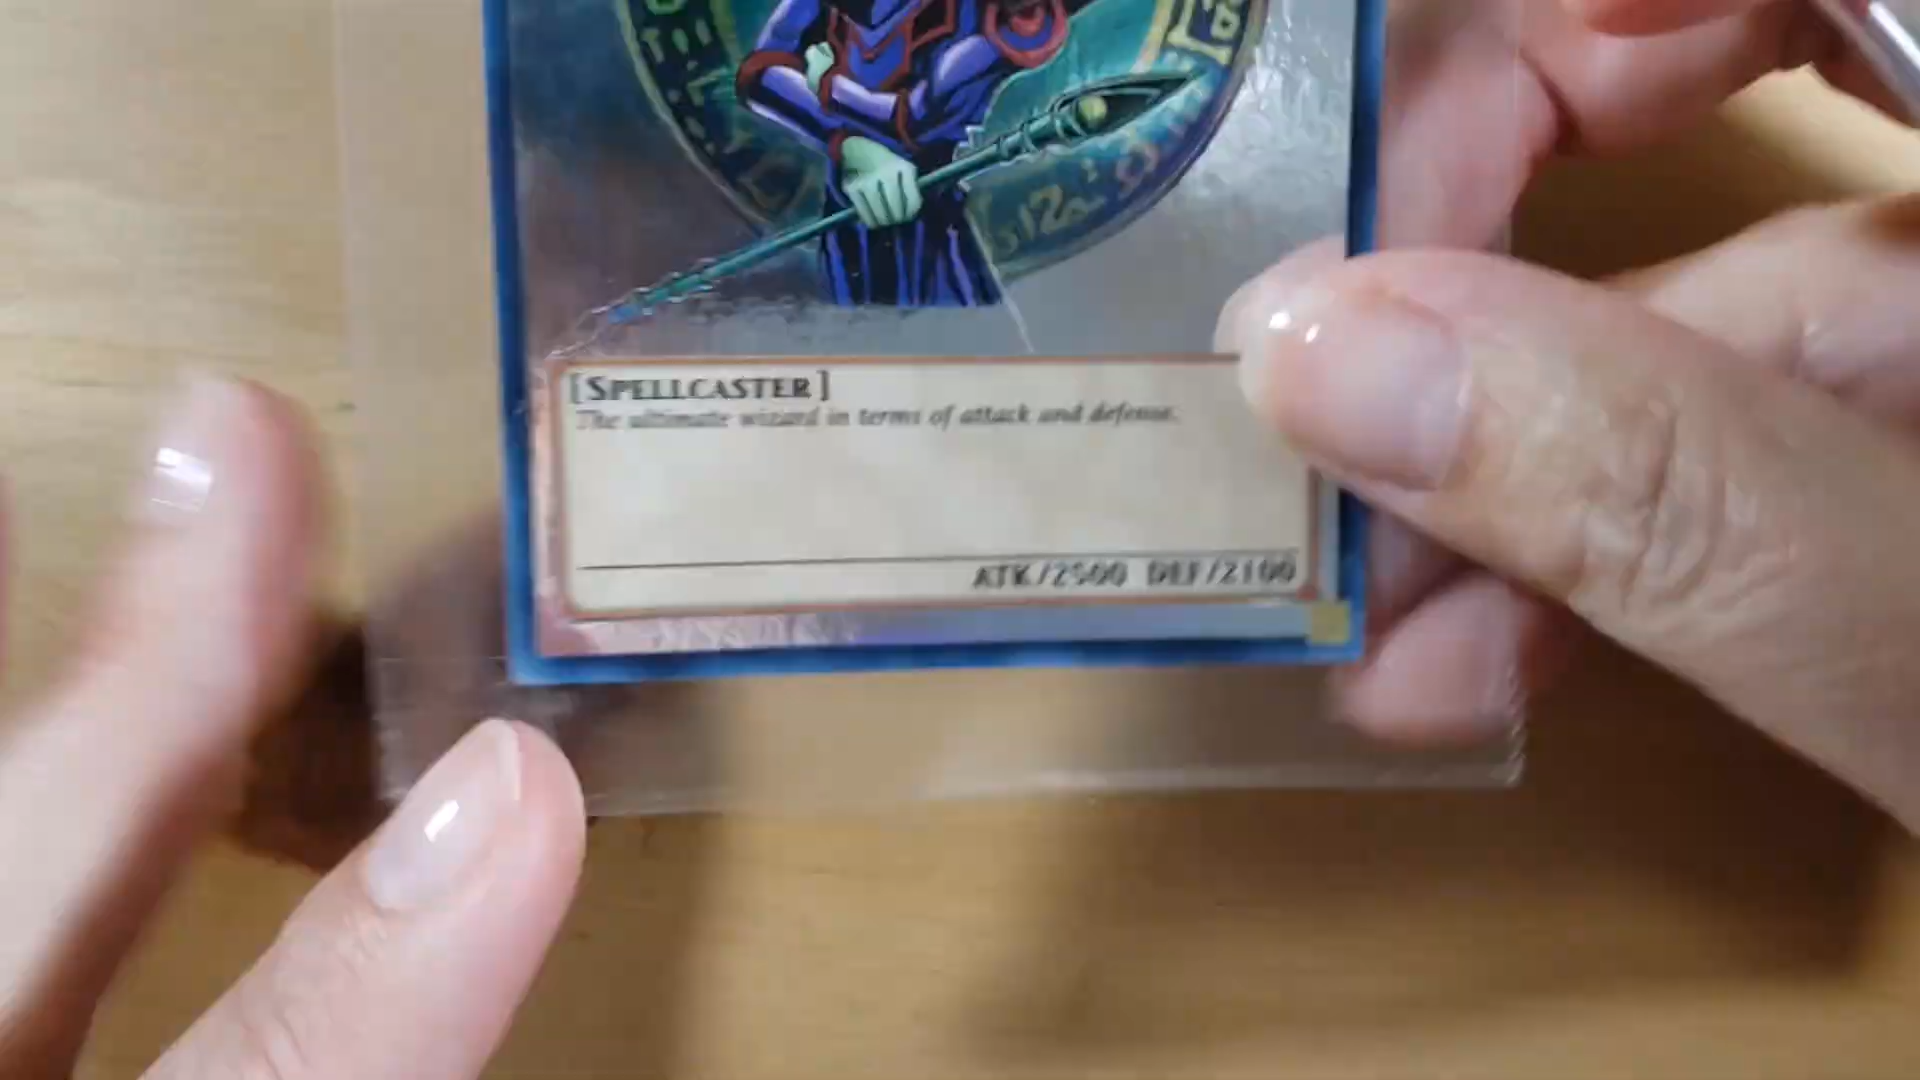 [SPELLCASTER]
The ultimate wizard in terms of attack and defense.
ATK/2500 DEF/2100